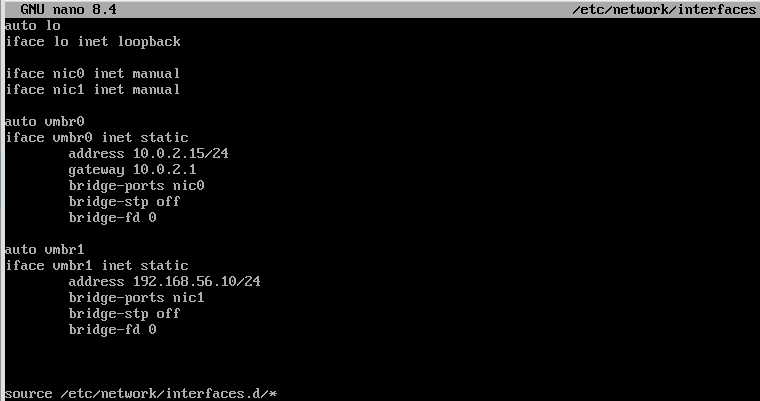 GNU nano 8.4 /etc/network/interfaces
auto lo
iface lo inet loopback
iface nic0 inet manual
iface nic1 inet manual
auto vmbr0
iface vmbr0 inet static
address 10.0.2.15/24
gateway 10.0.2.1
bridge-ports nic0
bridge-stp off
bridge-fd 0
auto vmbr1
iface vmbr1 inet static
address 192.168.56.10/24
bridge-ports nic1
bridge-stp off
bridge-fd 0
source /etc/network/interfaces.d/*